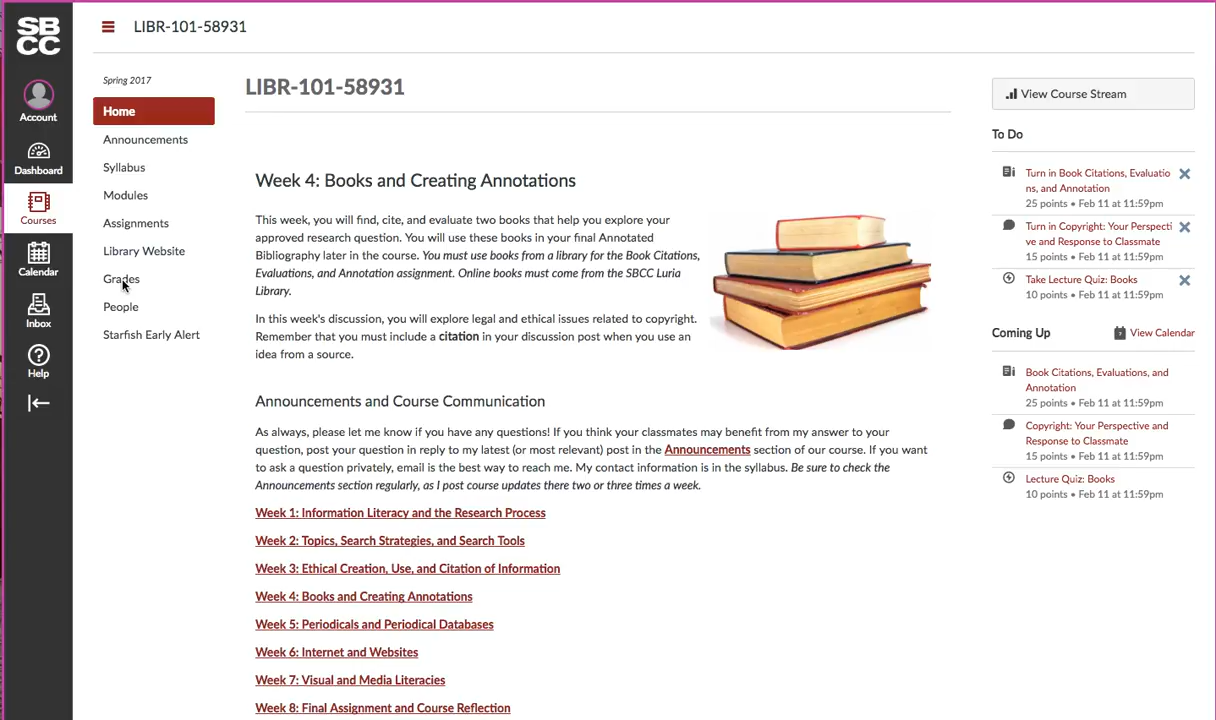 SB
CC
Account
Dashboard
Courses
Calendar
Inbox
Help
LIBR-101-58931
Spring 2017
Home
Announcements
Syllabus
Modules
Assignments
Library Website
Grades
People
Starfish Early Alert
LIBR-101-58931
Week 4: Books and Creating Annotations
This week, you will find, cite, and evaluate two books that help you explore your
approved research question. You will use these books in your final Annotated
Bibliography later in the course. You must use books from a library for the Book Citations,
Evaluations, and Annotation assignment. Online books must come from the SBCC Luria
Library.
In this week's discussion, you will explore legal and ethical issues related to copyright.
Remember that you must include a citation in your discussion post when you use an
idea from a source.
Announcements and Course Communication
As always, please let me know if you have any questions! If you think your classmates may benefit from my answer to your
question, post your question in reply to my latest (or most relevant) post in the Announcements section of our course. If you want
to ask a question privately, email is the best way to reach me. My contact information is in the syllabus. Be sure to check the
Announcements section regularly, as I post course updates there two or three times a week.
Week 1: Information Literacy and the Research Process
Week 2: Topics, Search Strategies, and Search Tools
Week 3: Ethical Creation, Use, and Citation of Information
Week 4: Books and Creating Annotations
Week 5: Periodicals and Periodical Databases
Week 6: Internet and Websites
Week 7: Visual and Media Literacies
Week 8: Final Assignment and Course Reflection
View Course Stream
To Do
Turn in Book Citations, Evaluatio
ns, and Annotation
25 points • Feb 11 at 11:59pm
Turn in Copyright: Your Perspecti
ve and Response to Classmate
15 points • Feb 11 at 11:59pm
Take Lecture Quiz: Books
10 points • Feb 11 at 11:59pm
Coming Up
View Calendar
Book Citations, Evaluations, and
Annotation
25 points • Feb 11 at 11:59pm
Copyright: Your Perspective and
Response to Classmate
15 points • Feb 11 at 11:59pm
Lecture Quiz: Books
10 points • Feb 11 at 11:59pm